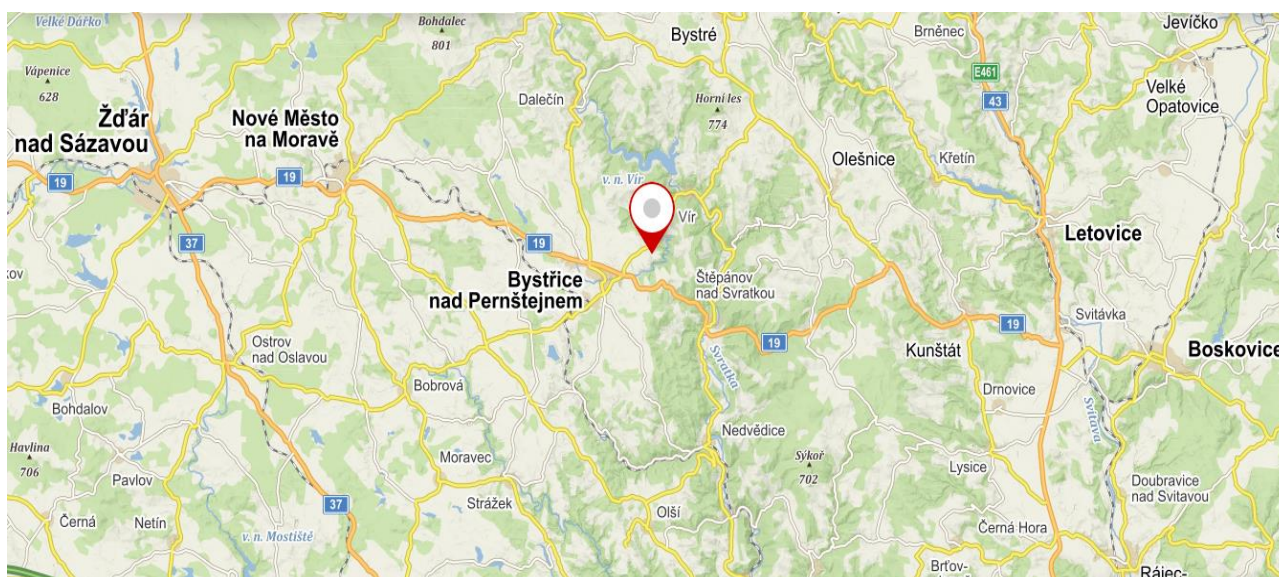 Velké Dářko
Bohdalec
801
Bystré
Brněnec
Jevíčko
Vápenice
628
E461
43
Velké
Opatovice
Dalečín
Horní les
774
Žďár
nad Sázavou
Nové Město
na Moravě
Olešnice
Křetín
19
19
v. n. Vír
Vír
Letovice
37
19
Bystřice
nad Pernštejnem
Štěpánov
nad Svratkou
Svitávka
19
19
Kunštát
Boskovice
Ostrov
nad Oslavou
Svratka
Bobrová
Drnovice
Bohdalov
Svitava
Nedvědice
Havlina
706
Moravec
Sýkoř
702
Lysice
Pavlov
Strážek
Doubravice
nad Svitavou
37
Olší
Černá
Netín
v. n. Mostiště
Černá Hora
Brťov-
Rájec-